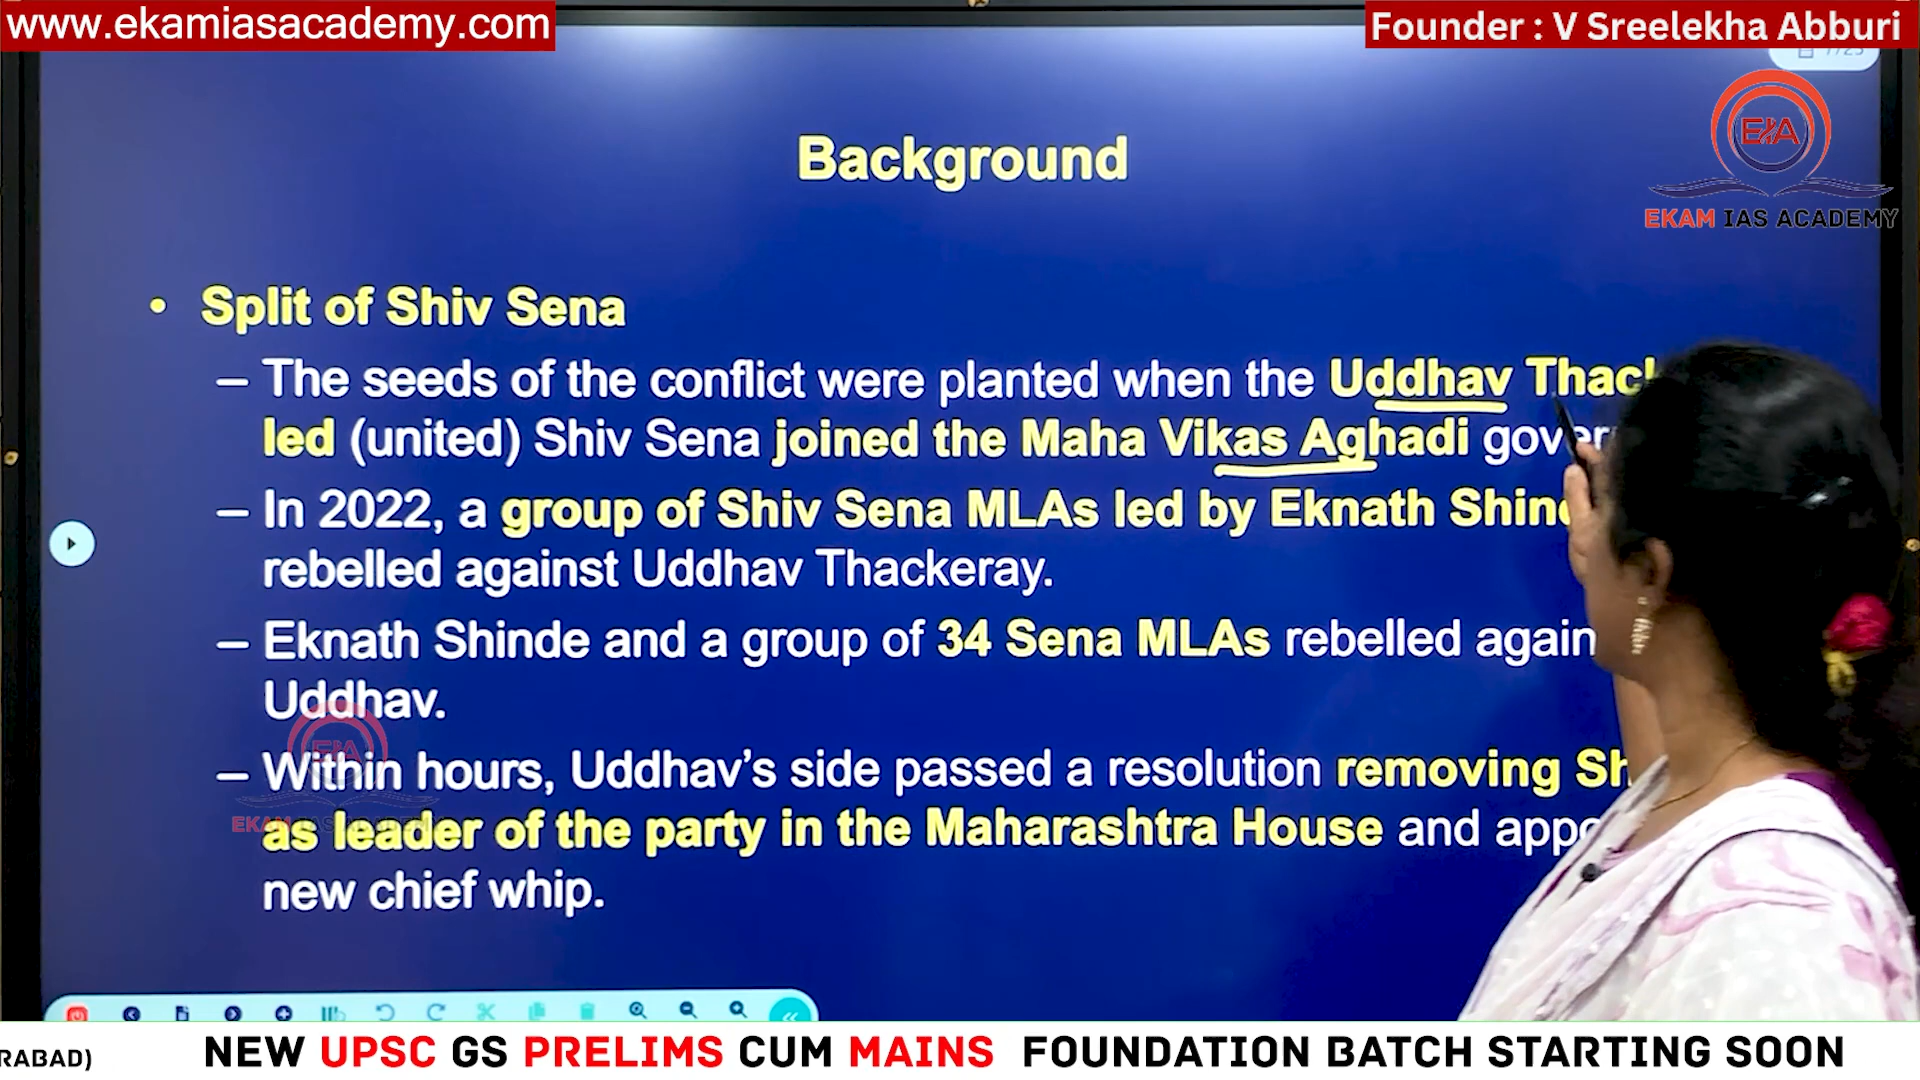 www.ekamiasacademy.com
Founder : V Sreelekha Abburi
EKAM IAS ACADEMY
Background
• Split of Shiv Sena
– The seeds of the conflict were planted when the Uddhav
led (united) Shiv Sena joined the Maha Vikas Aghadi
– In 2022, a group of Shiv Sena MLAs led by Eknath
rebelled against Uddhav Thackeray.
– Eknath Shinde and a group of 34 Sena MLAs rebelled
Uddhav.
– Within hours, Uddhav’s side passed a resolution removing
as leader of the party in the Maharashtra House and
new chief whip.
EKAM IAS ACADEMY
RABAD) NEW UPSC GS PRELIMS CUM MAINS FOUNDATION BATCH STARTING SOON